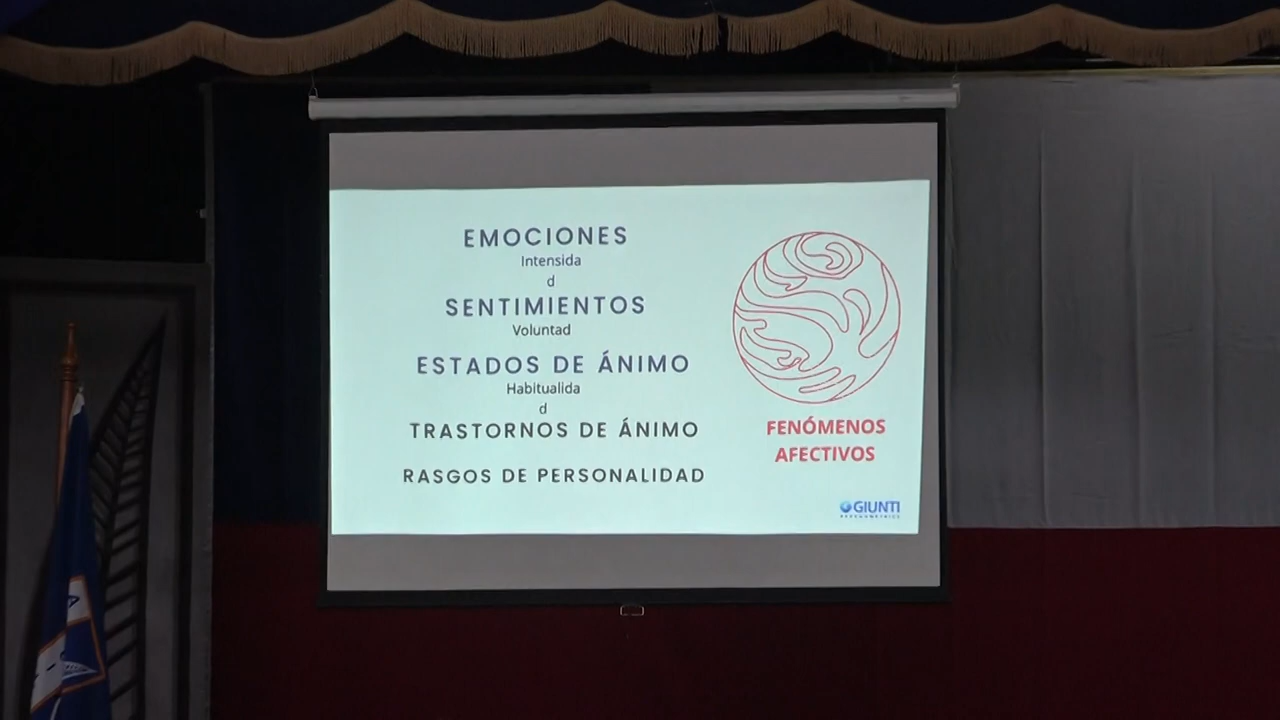 EMOCIONES
Intensida
d
SENTIMIENTOS
Voluntad
ESTADOS DE ÁNIMO
Habitualida
d
TRASTORNOS DE ÁNIMO
RASGOS DE PERSONALIDAD
FENÓMENOS
AFECTIVOS
GIUNTI